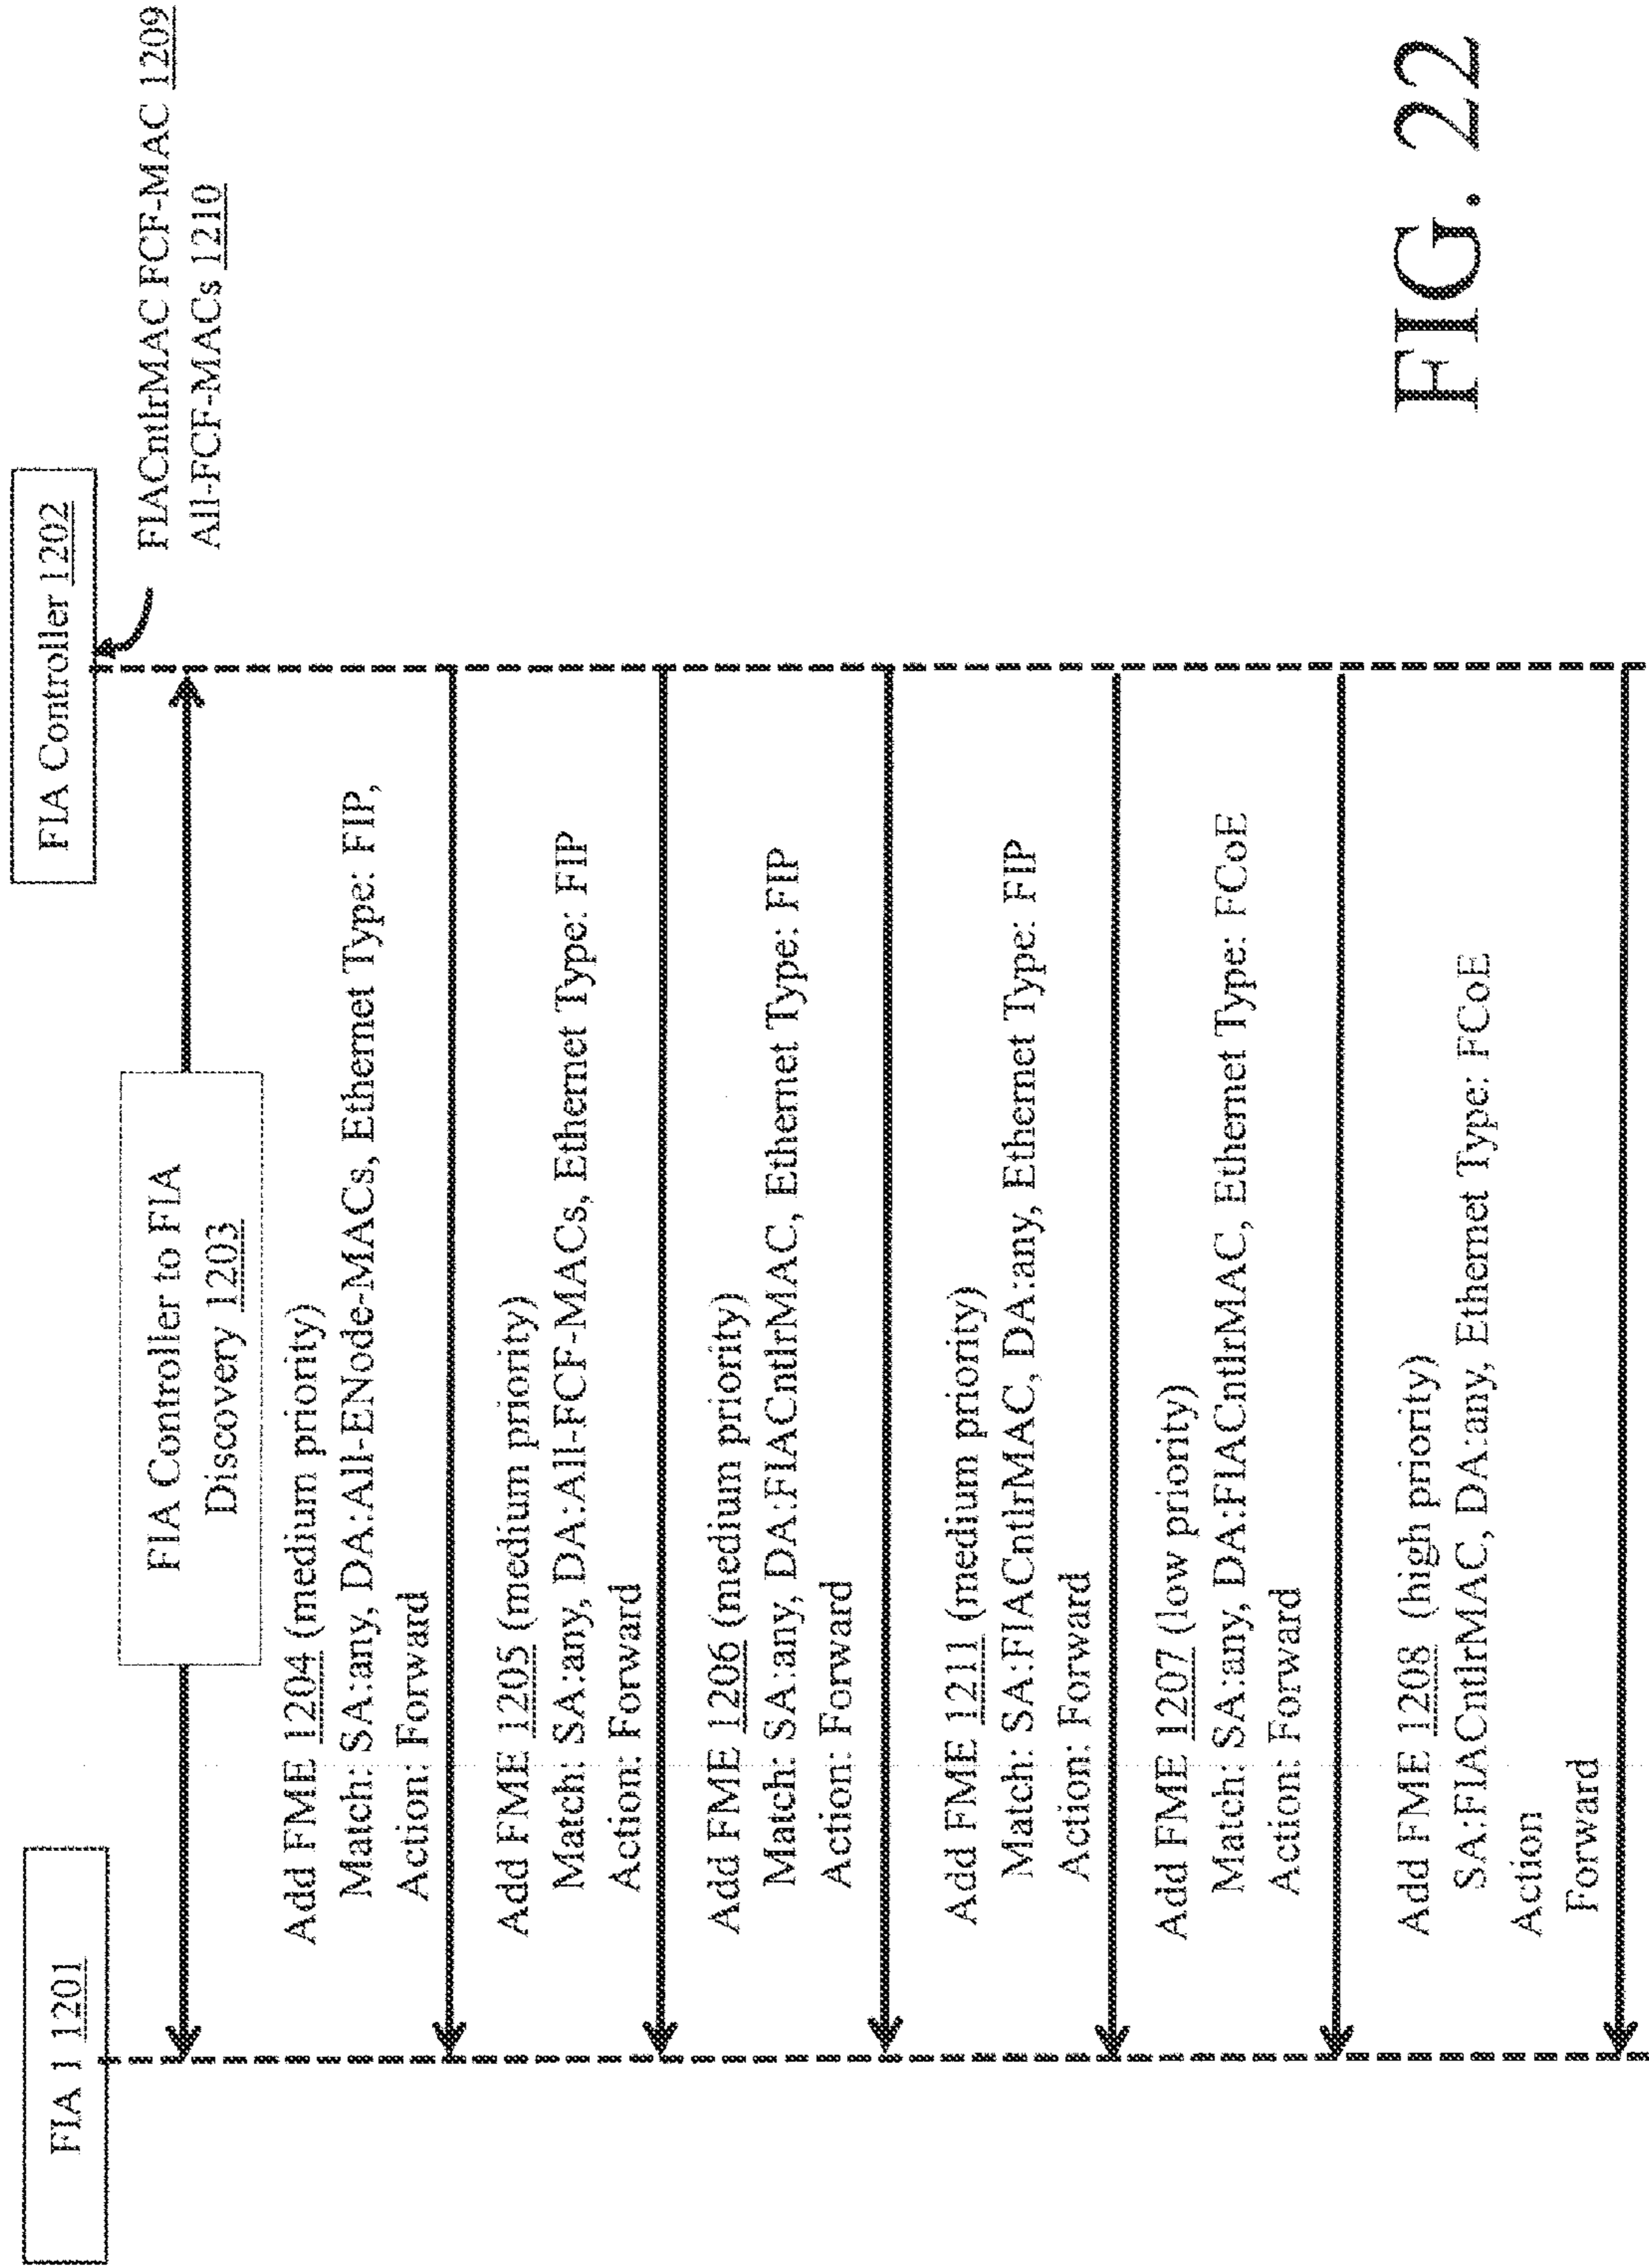 FIA 1 1201
FIA Controller 1202
FIACntlrMAC FCF-MAC 1209
All-FCF-MACs 1210
FIA Controller to FIA
Discovery 1203
Add FME 1204 (medium priority)
Match: SA:any, DA:All-ENode-MACs, Ethernet Type: FIP,
Action: Forward
Add FME 1205 (medium priority)
Match: SA:any, DA:All-FCF-MACs, Ethernet Type: FIP
Action: Forward
Add FME 1206 (medium priority)
Match: SA:any, DA:FIACntlrMAC, Ethernet Type: FIP
Action: Forward
Add FME 1211 (medium priority)
Match: SA:FIACntlrMAC, DA:any, Ethernet Type: FIP
Action: Forward
Add FME 1207 (low priority)
Match: SA:any, DA:FIACntlrMAC, Ethernet Type: FCoE
Action: Forward
Add FME 1208 (high priority)
SA:FIACntlrMAC, DA:any, Ethernet Type: FCoE
Action
Forward
FIG. 22